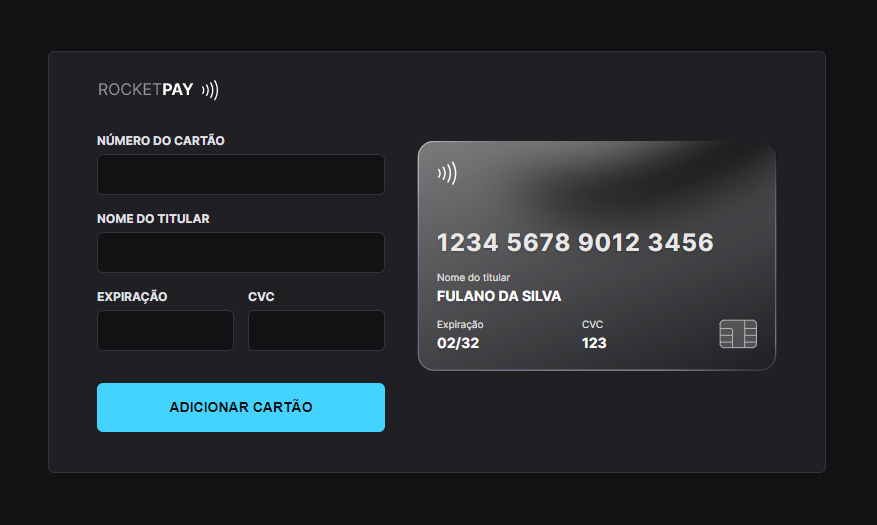 ROCKETPAY
NÚMERO DO CARTÃO
NOME DO TITULAR
EXPIRAÇÃO CVC
ADICIONAR CARTÃO
1234 5678 9012 3456
Nome do titular
FULANO DA SILVA
Expiração CVC
02/32 123